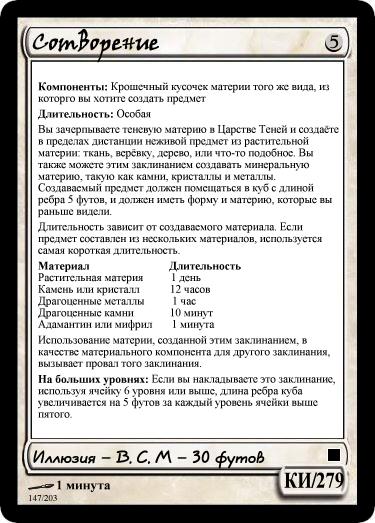 Сотворение
5
Компоненты: Крошечный кусочек материи того же вида, из
которго вы хотите создать предмет
Длительность: Особая
Вы зачерпываете теневую материю в Царстве Теней и создаёте
в пределах дистанции неживой предмет из растительной
материи: ткань, верёвку, дерево, или что-то подобное. Вы
также можете этим заклинанием создавать минеральную
материю, такую как камни, кристаллы и металлы.
Создаваемый предмет должен помещаться в куб с длиной
ребра 5 футов, и должен иметь форму и материю, которые вы
раньше видели.
Длительность зависит от создаваемого материала. Если
предмет составлен из нескольких материалов, используется
самая короткая длительность.
Материал Длительность
Растительная материя 1 день
Камень или кристалл 12 часов
Драгоценные металлы 1 час
Драгоценные камни 10 минут
Адамантин или мифрил 1 минута
Использование материи, созданной этим заклинанием, в
качестве материального компонента для другого заклинания,
вызывает провал того заклинания.
На больших уровнях: Если вы накладываете это заклинание,
используя ячейку 6 уровня или выше, длина ребра куба
увеличивается на 5 футов за каждый уровень ячейки выше
пятого.
Иллюзия – В, С, М – 30 футов
КИ/279
1 минута
147/203